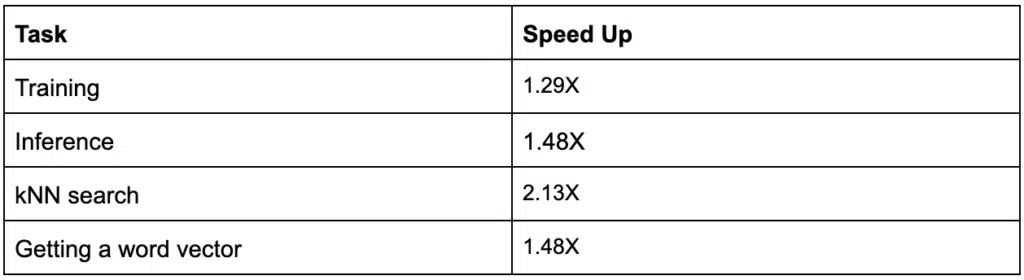 Task Speed Up
Training 1.29X
Inference 1.48X
kNN search 2.13X
Getting a word vector 1.48X